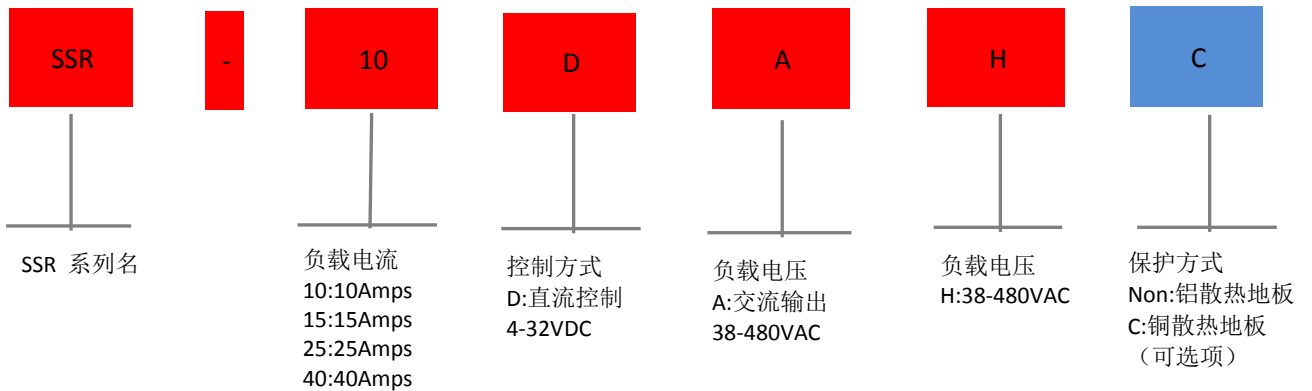 SSR
-
10
D
A
H
C
SSR 系列名
负载电流
10:10Amps
15:15Amps
25:25Amps
40:40Amps
控制方式
D:直流控制
4-32VDC
负载电压
A:交流输出
38-480VAC
负载电压
H:38-480VAC
保护方式
Non:铝散热地板
C:铜散热地板
（可选项）